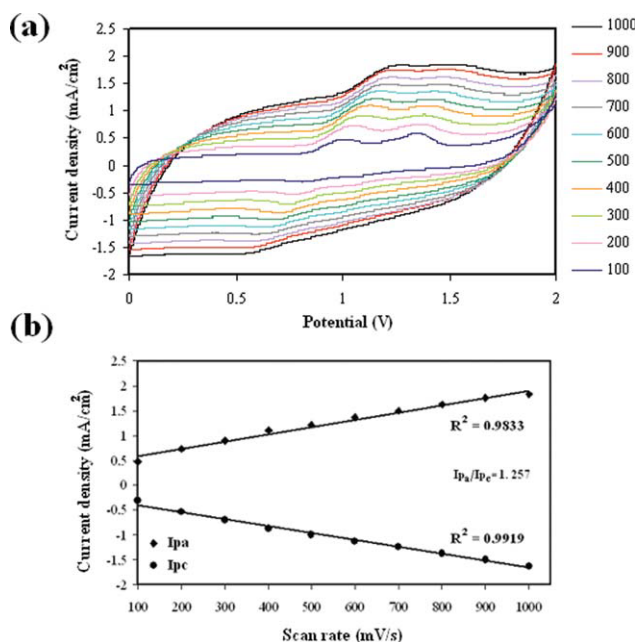 (a)
2.5
2
1.5
1
0.5
0
-0.5
-1
-1.5
-2
Current density (mA/cm²)
0 0.5 1 1.5 2
Potential (V)
1000
900
800
700
600
500
400
300
200
100
(b)
2.5
2
1.5
1
0.5
0
-0.5
-1
-1.5
-2
Current density (mA/cm²)
R² = 0.9833
Ipa/Ipc=1.257
R² = 0.9919
Ipa
Ipc
100 200 300 400 500 600 700 800 900 1000
Scan rate (mV/s)